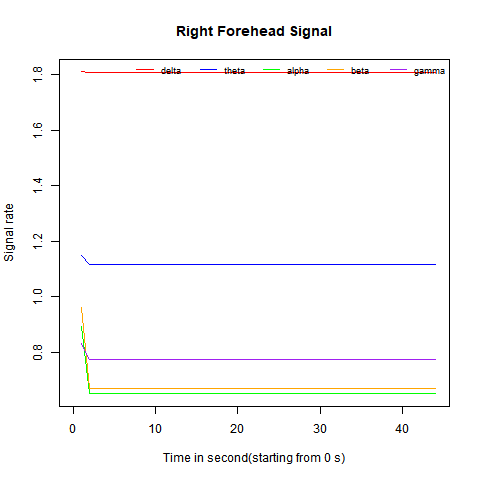 Right Forehead Signal
delta theta alpha beta gamma
Signal rate
1.8
1.6
1.4
1.2
1.0
0.8
0 10 20 30 40
Time in second(starting from 0 s)